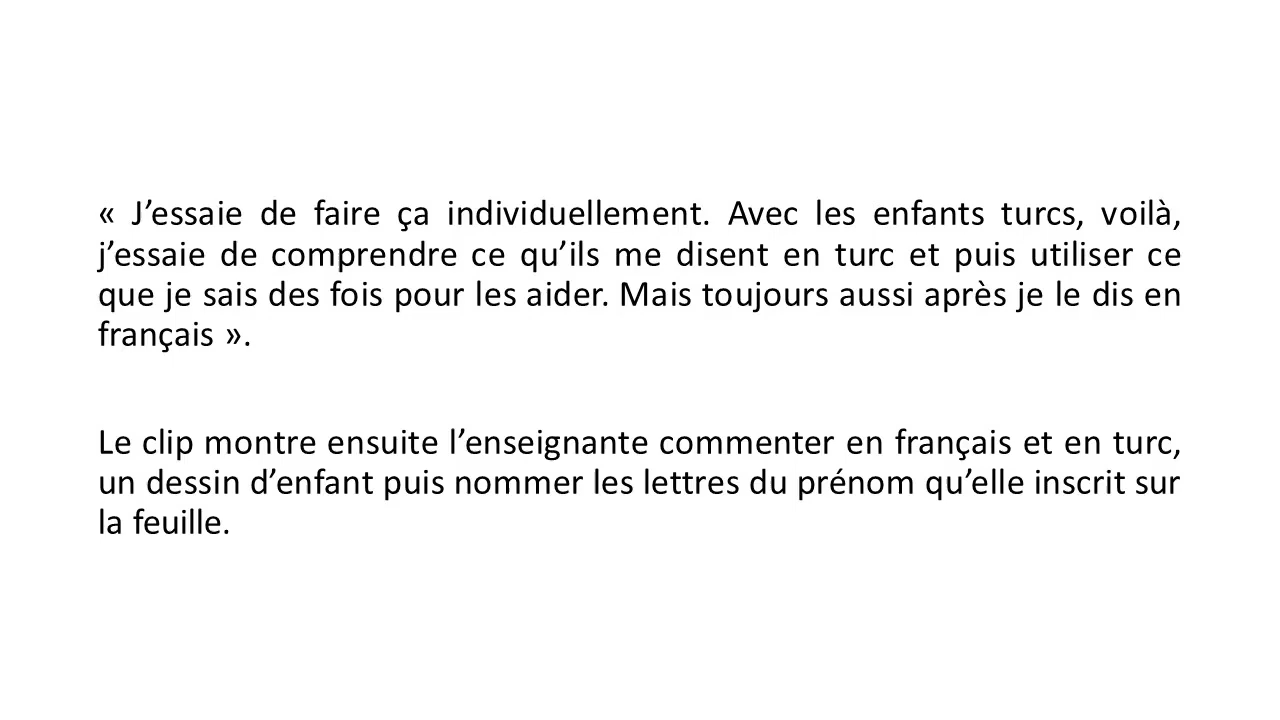 « J’essaie de faire ça individuellement. Avec les enfants turcs, voilà,
j’essaie de comprendre ce qu’ils me disent en turc et puis utiliser ce
que je sais des fois pour les aider. Mais toujours aussi après je le dis en
français ».
Le clip montre ensuite l’enseignante commenter en français et en turc,
un dessin d’enfant puis nommer les lettres du prénom qu’elle inscrit sur
la feuille.